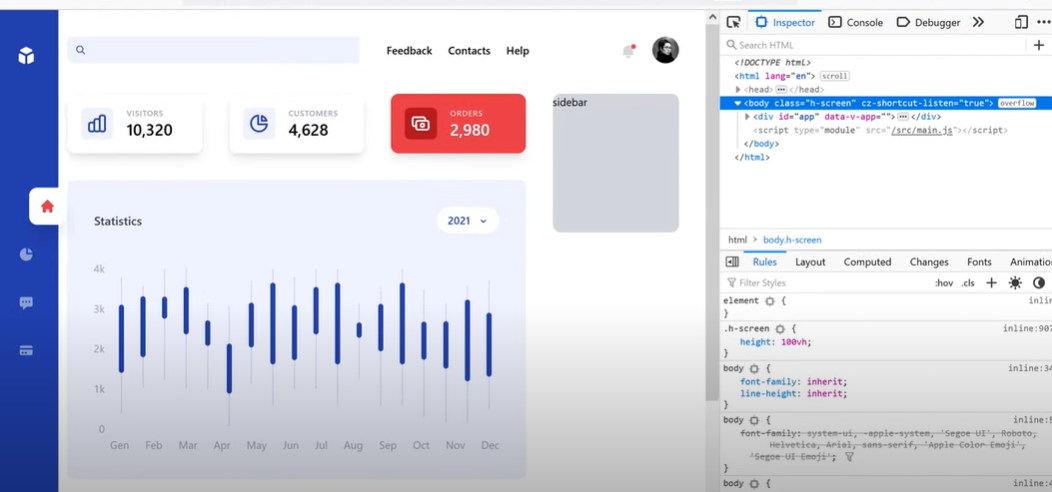 Feedback Contacts Help
VISITORS
10,320
CUSTOMERS
4,628
ORDERS
2,980
sidebar
Statistics
2021
4k
3k
2k
1k
0
Gen Feb Mar Apr May Jun Jul Aug Sep Oct Nov Dec
Inspector Console Debugger
Search HTML
<!DOCTYPE html>
<html lang="en"> scroll
<head> </head>
<body class="h-screen" cz-shortcut-listen="true"> overflow
<div id="app" data-v-app=""> </div>
<script type="module" src="/src/main.js"></script>
</body>
</html>
html > body.h-screen
Rules Layout Computed Changes Fonts Animatio
Filter Styles :hov .cls
element { inlin
}
.h-screen { inline:907
height: 100vh;
}
body { inline:34
font-family: inherit;
line-height: inherit;
}
body {
font-family: system-ui, -apple-system, 'Segoe UI', Roboto,
Helvetica, Arial, sans-serif, 'Apple Color Emoji',
'Segoe UI Emoji';
}
body {